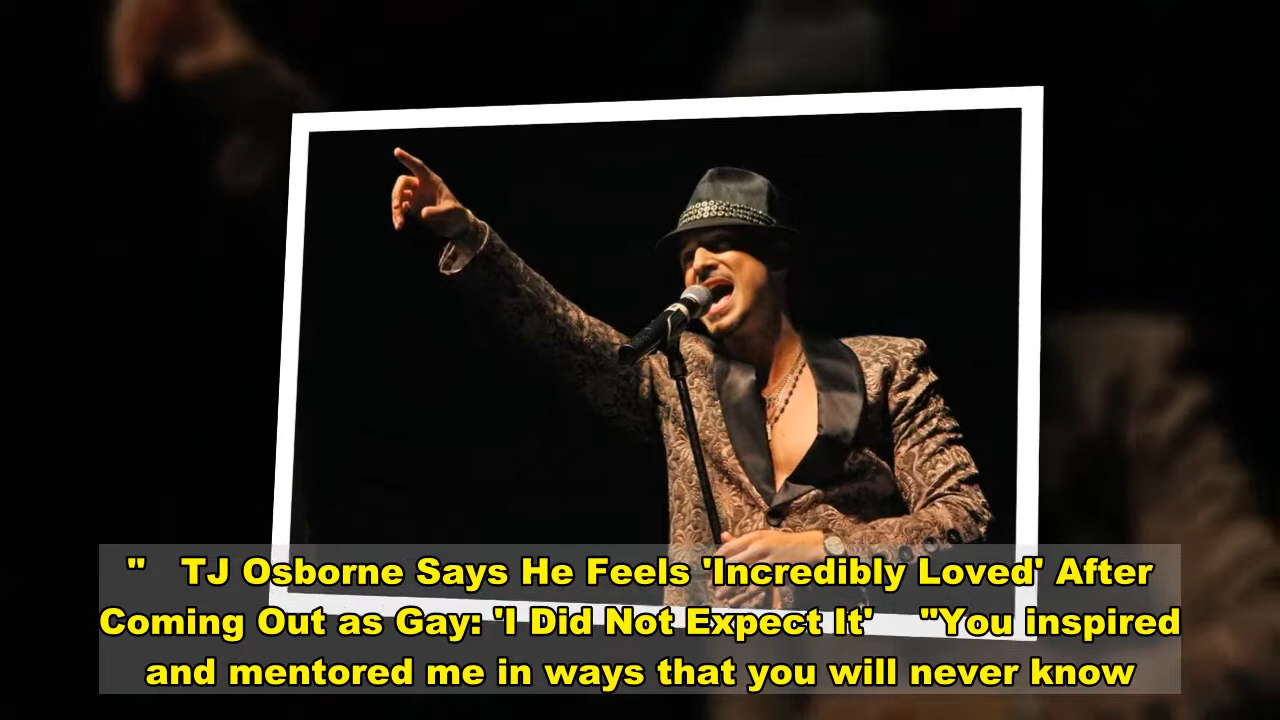 " TJ Osborne Says He Feels 'Incredibly Loved' After
Coming Out as Gay: 'I Did Not Expect It' "You inspired
and mentored me in ways that you will never know